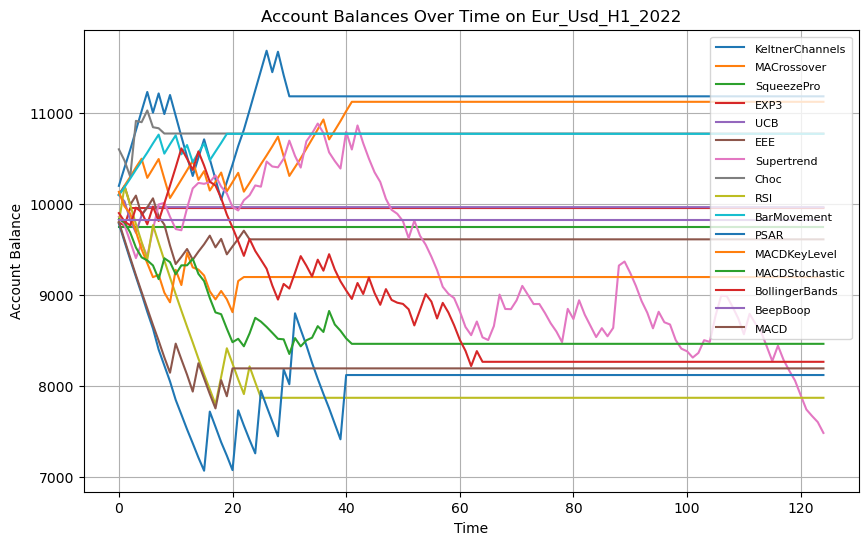 Account Balances Over Time on Eur_Usd_H1_2022
Account Balance
11000
10000
9000
8000
7000
0
20
40
60
80
100
120
Time
KeltnerChannels
MACrossover
SqueezePro
EXP3
UCB
EEE
Supertrend
Choc
RSI
BarMovement
PSAR
MACDKeyLevel
MACDStochastic
BollingerBands
BeepBoop
MACD